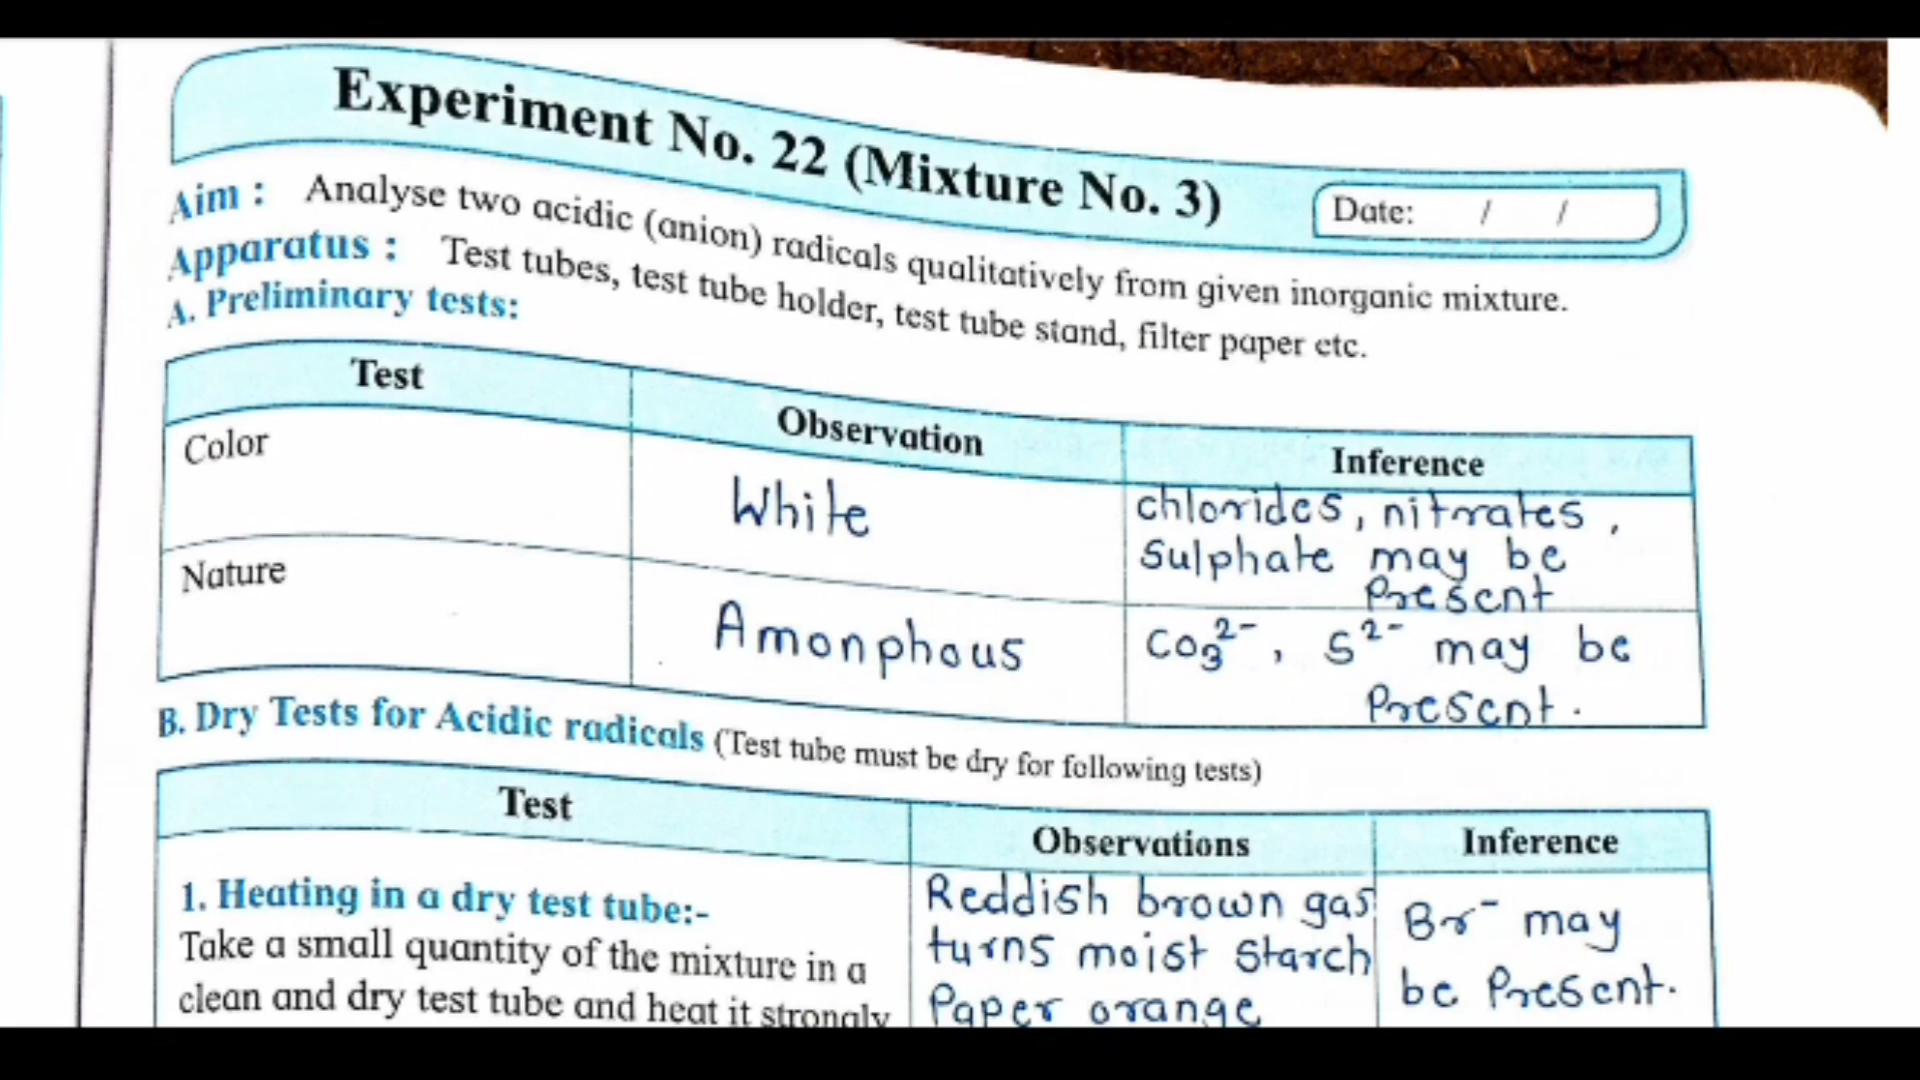 Experiment No. 22 (Mixture No. 3)
Date: / /
Aim : Analyse two acidic (anion) radicals qualitatively from given inorganic mixture.
Apparatus : Test tubes, test tube holder, test tube stand, filter paper etc.
A. Preliminary tests:
Test
Observation
Inference
Color
White
chlorides, nitrates,
Sulphate may be
Present
Nature
Amonphous
CO₃²⁻, S²⁻ may be
Present.
B. Dry Tests for Acidic radicals (Test tube must be dry for following tests)
Test
Observations
Inference
1. Heating in a dry test tube:-
Take a small quantity of the mixture in a
clean and dry test tube and heat it strongly
Reddish brown gas
turns moist starch
Paper orange
Br⁻ may
be Present.